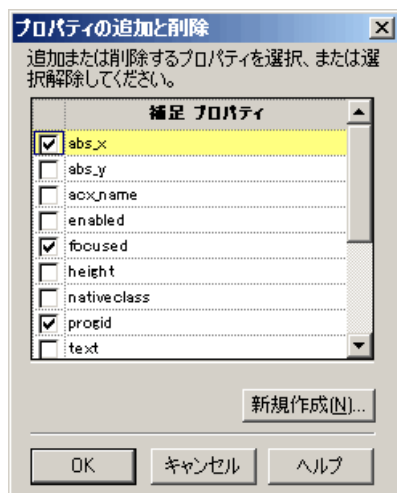 プロパティの追加と削除
追加または削除するプロパティを選択、または選
択解除してください。
補足 プロパティ
abs_x
abs_y
acx_name
enabled
focused
height
nativeclass
progid
text
新規作成(N)...
OK
キャンセル
ヘルプ